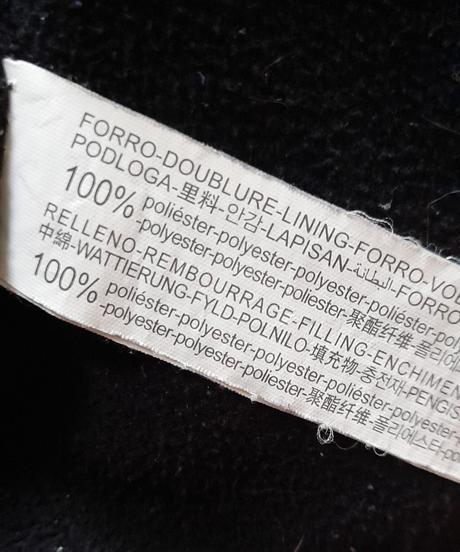 FORRO-DOUBLURE-LINING-FORRO-VO
PODLOGA-里料-안감-LAPISAN-البطانة-FORRO
100% poliéster-polyester-polyester-poliéster-
-polyester-polyester-poliester-聚酯纤维-폴리에
RELLENO-REMBOURRAGE-FILLING-ENCHIMEN
中綿-WATTIERUNG-FYLD-POLNILO-填充物-충전재-PENGIS
100% poliéster-polyester-polyester-poliéster-polyester
-polyester-polyester-poliester-聚酯纤维-폴리에스터-po